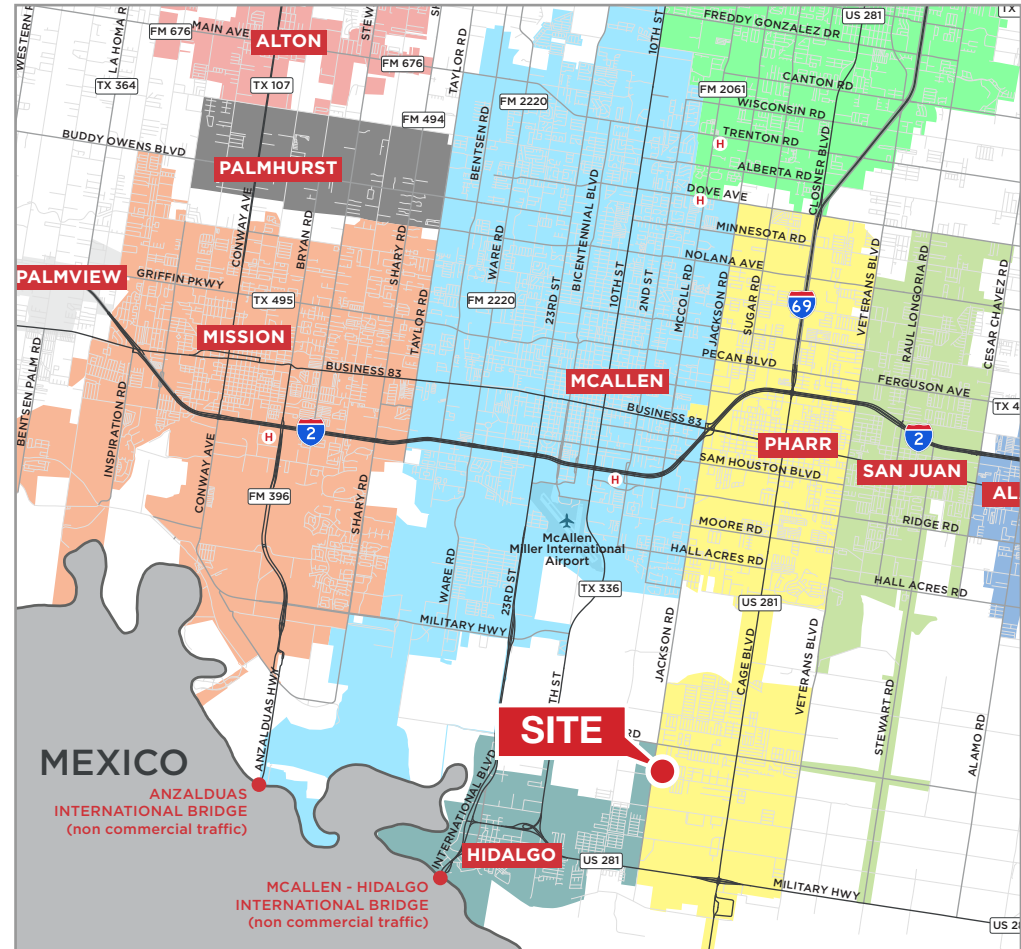 WESTERN R
LA HOMA R
FM 676
MAIN AVE
ALTON
STEW
FM 676
TAYLOR RD
10TH ST
FREDDY GONZALEZ DR
US 281
TX
TX 364
TX 107
FM 494
FM 2220
FM 2061
CANTON RD
WISCONSIN RD
TRENTON RD
H
ALBERTA RD
DOVE AVE
H
CLOSNER BLVD
BUDDY OWENS BLVD
PALMHURST
BENTSEN RD
CONWAY AVE
BRYAN RD
SHARY RD
WARE RD
BICENTENNIAL BLVD
MINNESOTA RD
NOLANA AVE
PALMVIEW
GRIFFIN PKWY
TX 495
FM 2220
23RD ST
10TH ST
2ND ST
MCCOLL RD
JACKSON RD
SUGAR RD
69
VETERANS BLVD
RAUL LONGORIA RD
CESAR CHAVEZ RD
MISSION
TAYLOR RD
BUSINESS 83
PECAN BLVD
BENTSEN PALM RD
INSPIRATION RD
MCALLEN
FERGUSON AVE
TX 4
BUSINESS 83
H
2
PHARR
2
SAN JUAN
SAM HOUSTON BLVD
H
AL
CONWAY AVE
FM 396
SHARY RD
MOORE RD
RIDGE RD
McAllen
Miller International
Airport
HALL ACRES RD
HALL ACRES RD
WARE RD
23RD ST
TX 336
US 281
MILITARY HWY
JACKSON RD
CAGE BLVD
VETERANS BLVD
STEWART RD
ALAMO RD
ANZALDUAS HWY
TH ST
SITE
RD
MEXICO
ANZALDUAS
INTERNATIONAL BRIDGE
(non commercial traffic)
INTERNATIONAL BLVD
HIDALGO
US 281
MILITARY HWY
MCALLEN - HIDALGO
INTERNATIONAL BRIDGE
(non commercial traffic)
US 28